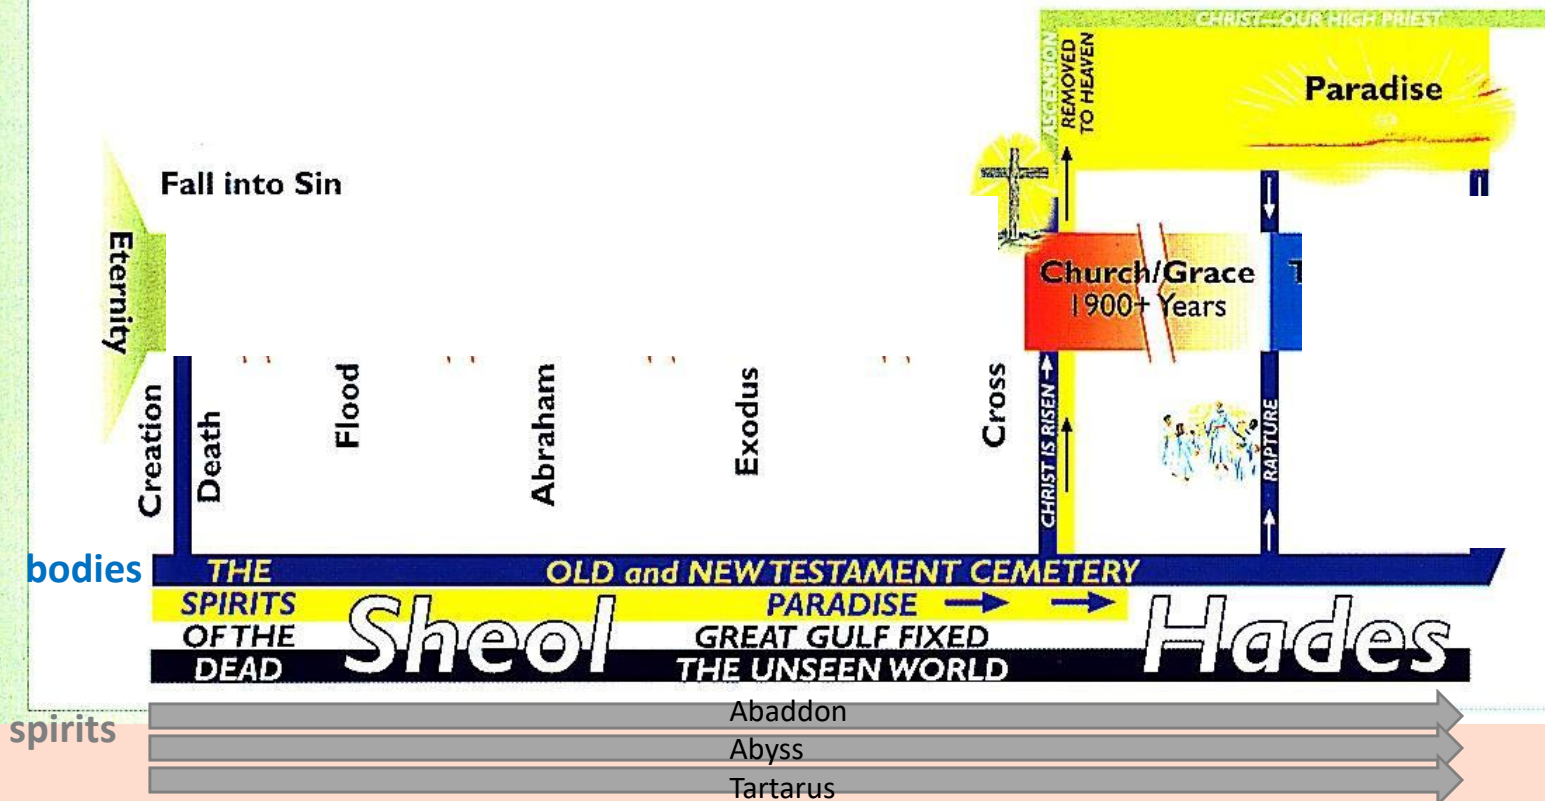 CHRIST—OUR HIGH PRIEST
ASCENSION
REMOVED
TO HEAVEN
Paradise
Fall into Sin
Eternity
Church/Grace
1900+ Years
Creation
Death
Flood
Abraham
Exodus
Cross
CHRIST IS RISEN
RAPTURE
bodies
THE OLD and NEW TESTAMENT CEMETERY
SPIRITS PARADISE
OF THE GREAT GULF FIXED
DEAD THE UNSEEN WORLD
Sheol
Hades
spirits
Abaddon
Abyss
Tartarus